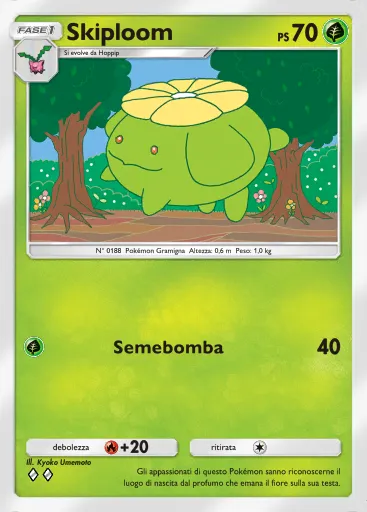 FASE 1 Skiploom PS 70
Si evolve da Hoppip
N° 0188 Pokémon Gramigna Altezza: 0,6 m Peso: 1,0 kg
Semebomba 40
debolezza +20 ritirata
Ill. Kyoko Umemoto
Gli appassionati di questo Pokémon sanno riconoscerne il
luogo di nascita dal profumo che emana il fiore sulla sua testa.